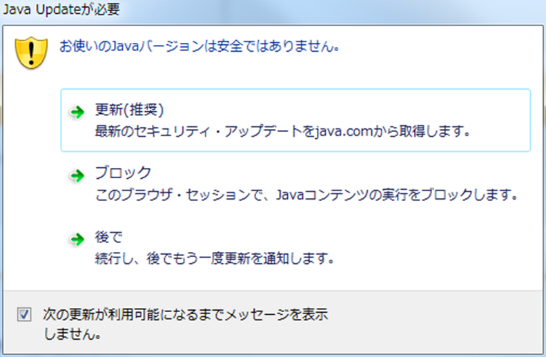 Java Updateが必要
お使いのJavaバージョンは安全ではありません。
更新(推奨)
最新のセキュリティ・アップデートをjava.comから取得します。
ブロック
このブラウザ・セッションで、Javaコンテンツの実行をブロックします。
後で
続行し、後でもう一度更新を通知します。
次の更新が利用可能になるまでメッセージを表示
しません。